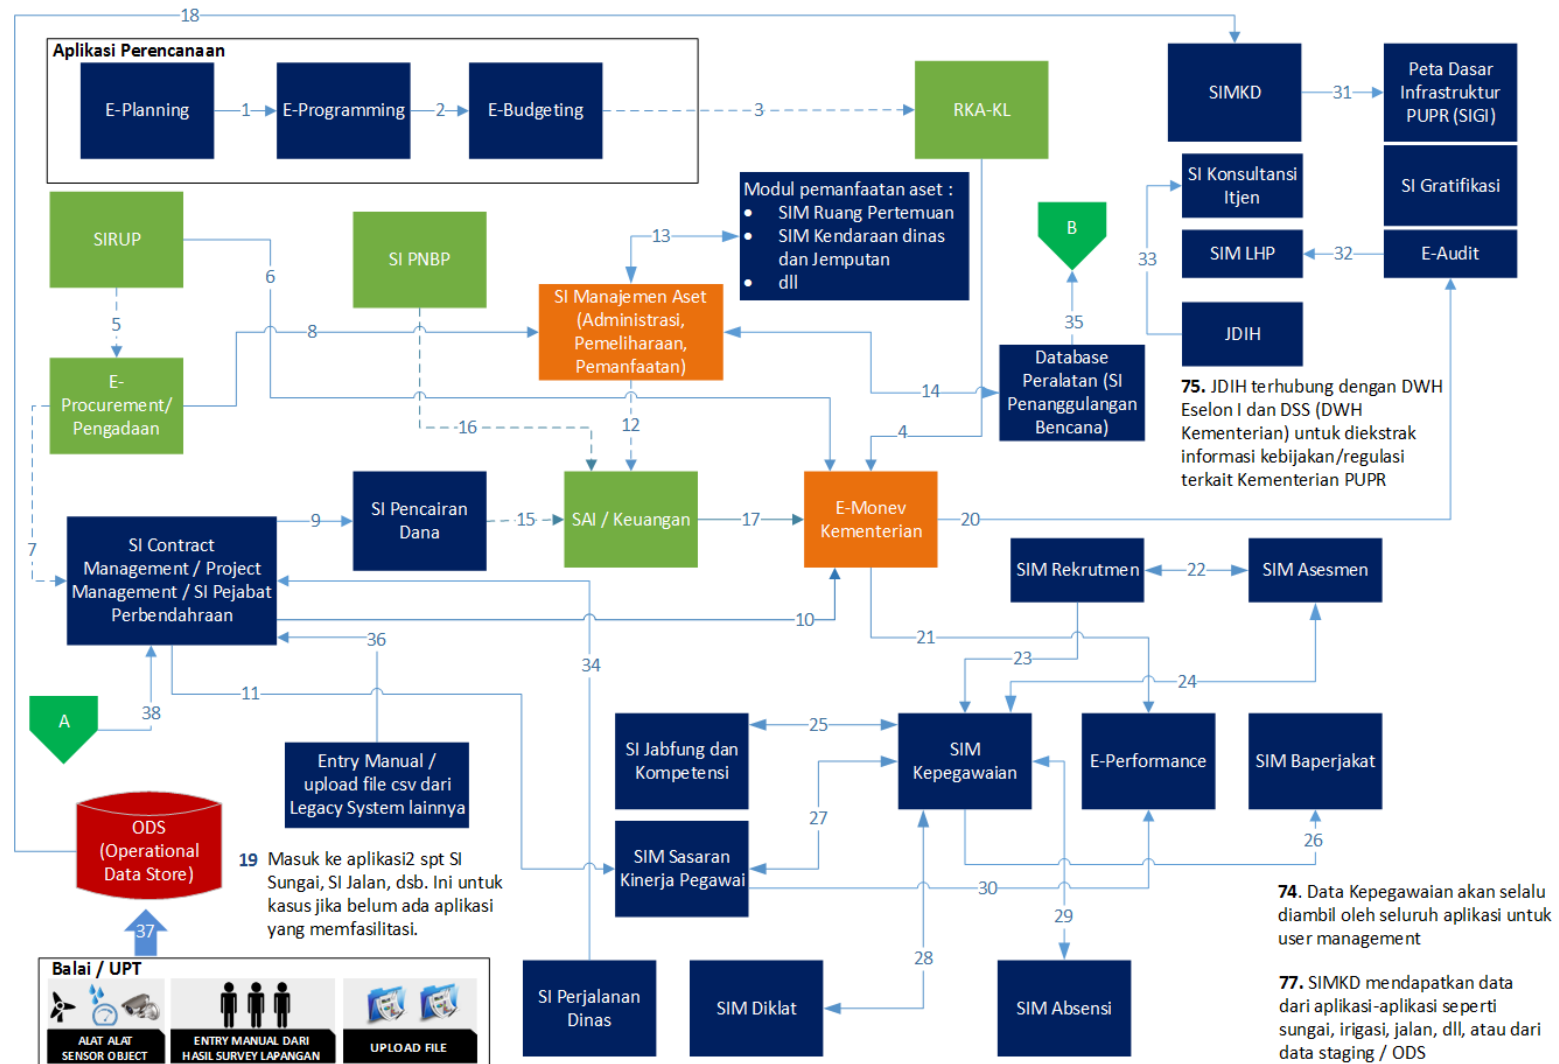 18
Aplikasi Perencanaan
E-Planning
1
E-Programming
2
E-Budgeting
3
RKA-KL
SIMKD
31
Peta Dasar
Infrastruktur
PUPR (SIGI)
SI Konsultansi
Itjen
SI Gratifikasi
SIM LHP
32
E-Audit
33
JDIH
SIRUP
6
5
SI PNBP
13
Modul pemanfaatan aset :
• SIM Ruang Pertemuan
• SIM Kendaraan dinas
dan Jemputan
• dll
B
35
SI Manajemen Aset
(Administrasi,
Pemeliharaan,
Pemanfaatan)
8
E-
Procurement/
Pengadaan
14
Database
Peralatan (SI
Penanggulangan
Bencana)
75. JDIH terhubung dengan DWH
Eselon I dan DSS (DWH
Kementerian) untuk diekstrak
informasi kebijakan/regulasi
terkait Kementerian PUPR
16
12
4
7
SI Contract
Management / Project
Management / SI Pejabat
Perbendahraan
9
SI Pencairan
Dana
15
SAI / Keuangan
17
E-Monev
Kementerian
20
10
36
34
11
38
A
SIM Rekrutmen
22
SIM Asesmen
21
23
24
Entry Manual /
upload file csv dari
Legacy System lainnya
SI Jabfung dan
Kompetensi
25
SIM
Kepegawaian
E-Performance
SIM Baperjakat
27
26
SIM Sasaran
Kinerja Pegawai
30
29
28
ODS
(Operational
Data Store)
19 Masuk ke aplikasi2 spt SI
Sungai, SI Jalan, dsb. Ini untuk
kasus jika belum ada aplikasi
yang memfasilitasi.
37
Balai / UPT
ALAT ALAT
SENSOR OBJECT
ENTRY MANUAL DARI
HASIL SURVEY LAPANGAN
UPLOAD FILE
SI Perjalanan
Dinas
SIM Diklat
SIM Absensi
74. Data Kepegawaian akan selalu
diambil oleh seluruh aplikasi untuk
user management
77. SIMKD mendapatkan data
dari aplikasi-aplikasi seperti
sungai, irigasi, jalan, dll, atau dari
data staging / ODS